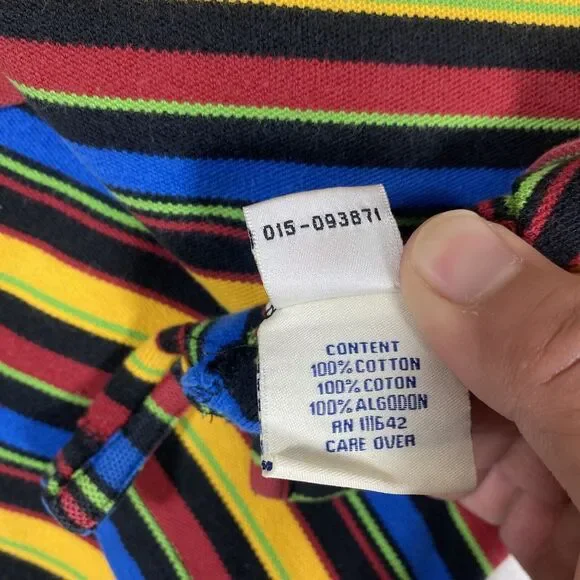 015-093871
CONTENT
100% COTTON
100% COTON
100% ALGODON
RN 111642
CARE OVER